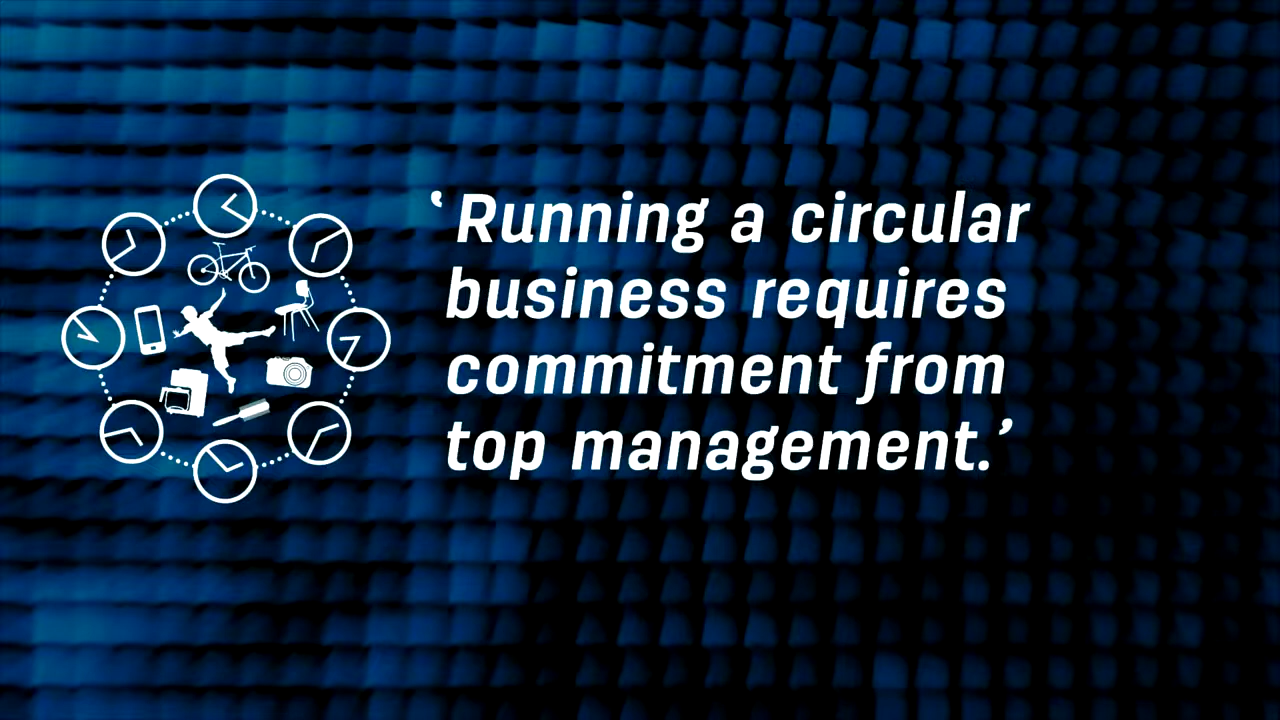 ‘Running a circular
business requires
commitment from
top management.’